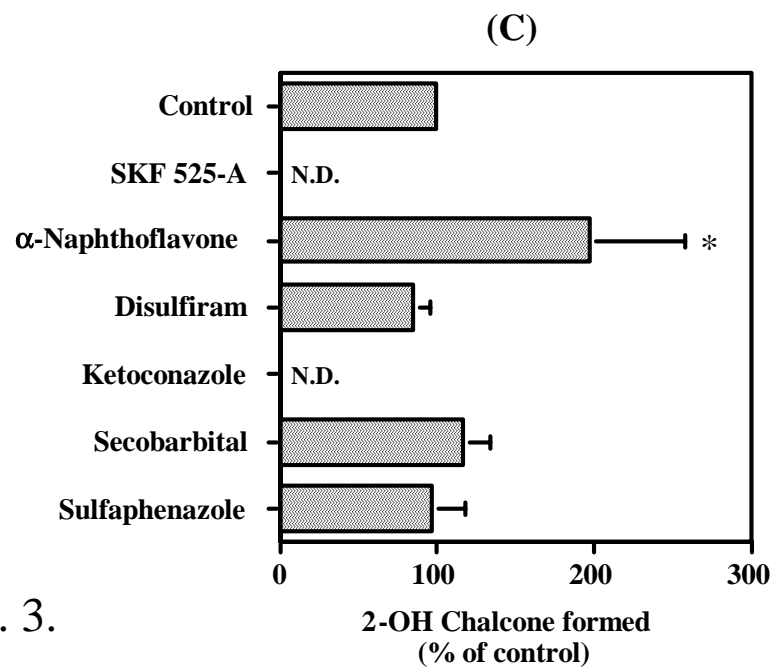 (C)
Control
SKF 525-A
N.D.
α-Naphthoflavone
*
Disulfiram
Ketoconazole
N.D.
Secobarbital
Sulfaphenazole
0 100 200 300
2-OH Chalcone formed
(% of control)
. 3.